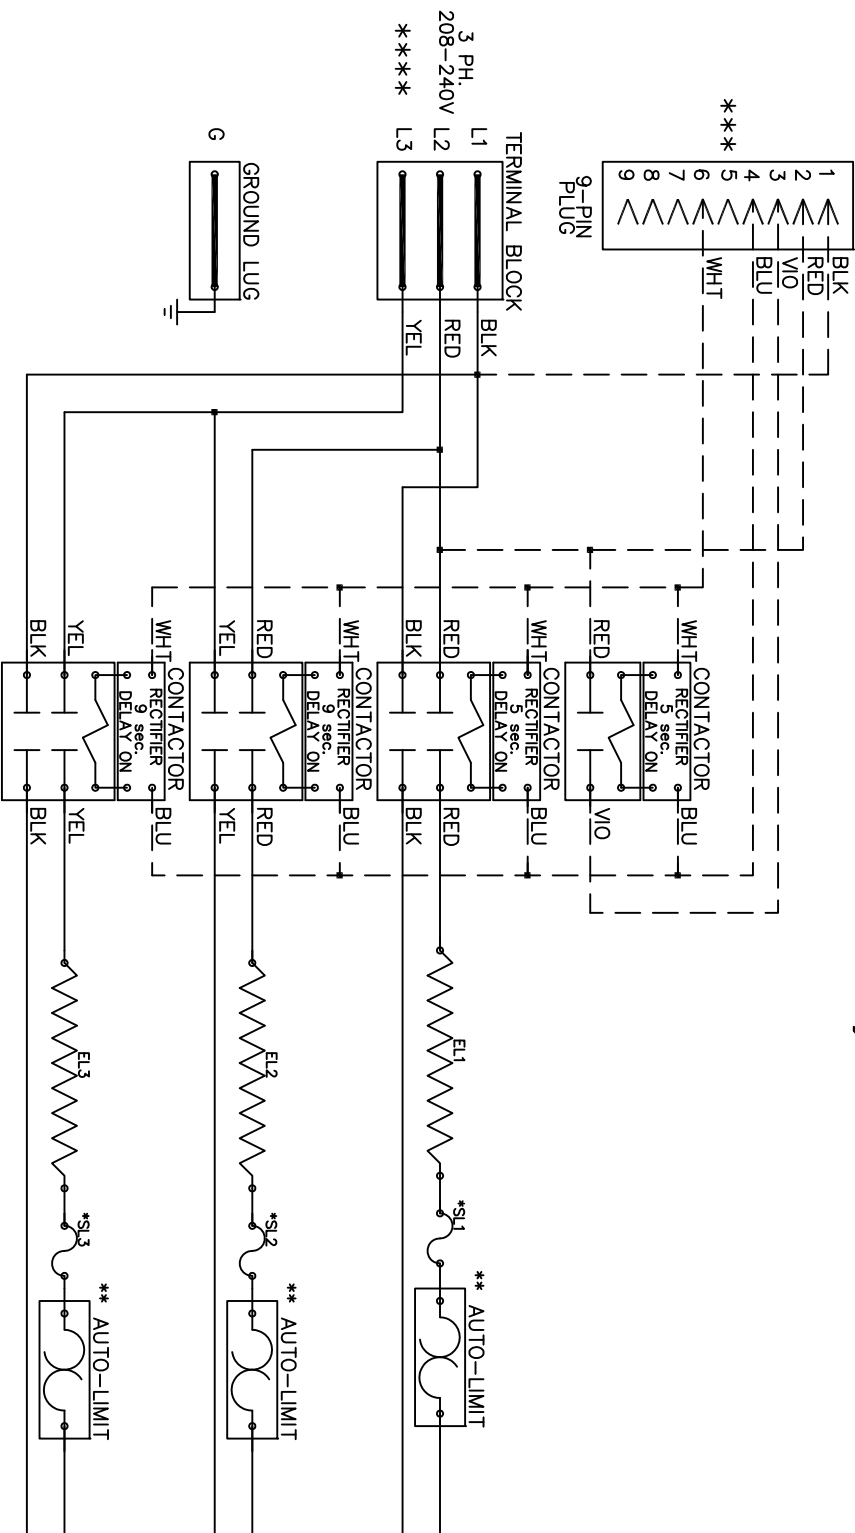 1
2
3
4
5
6
7
8
9
***
9-PIN
PLUG
BLK
RED
VIO
BLU
WHT
3 PH.
208-240V
****
L1
L2
L3
TERMINAL BLOCK
BLK
RED
YEL
G
GROUND LUG
WHT
RED
CONTACTOR
RECTIFIER
5 sec.
DELAY ON
BLU
VIO
WHT
RED
BLK
CONTACTOR
RECTIFIER
5 sec.
DELAY ON
BLU
RED
BLK
WHT
RED
YEL
CONTACTOR
RECTIFIER
9 sec.
DELAY ON
BLU
RED
YEL
WHT
YEL
BLK
CONTACTOR
RECTIFIER
9 sec.
DELAY ON
BLU
YEL
BLK
EL1
*SL1
** AUTO-LIMIT
EL2
*SL2
** AUTO-LIMIT
EL3
*SL3
** AUTO-LIMIT